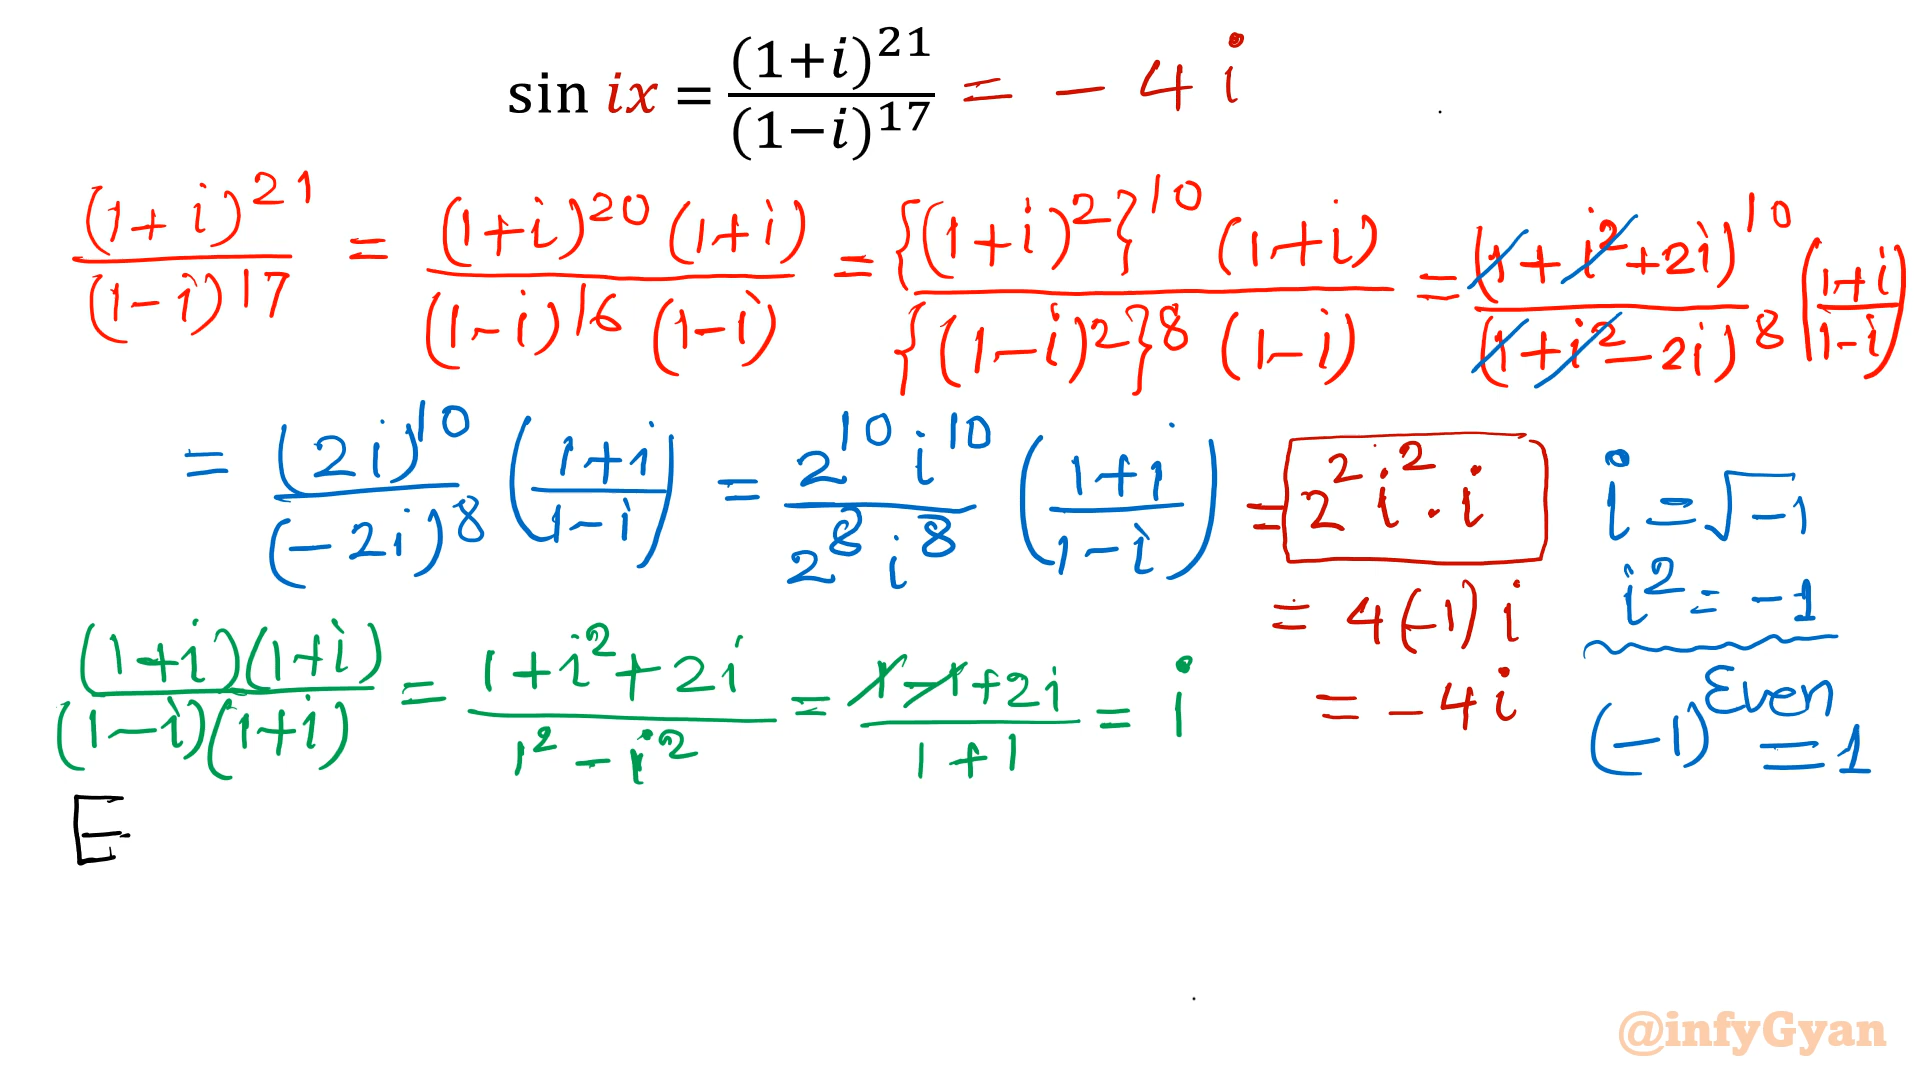 sin ix = (1+i)^21 / (1−i)^17 = − 4 i
(1+i)^21 / (1−i)^17 = (1+i)^20 (1+i) / (1−i)^16 (1−i) = {(1+i)^2}^10 (1+i) / {(1−i)^2}^8 (1−i) = (1+i^2+2i)^10 / (1+i^2−2i)^8 (1+i / 1−i)
= (2i)^10 / (−2i)^8 (1+i / 1−i) = 2^10 i^10 / 2^8 i^8 (1+i / 1−i) = 2^2 i^2 · i
i = √−1
= 4(−1) i
i^2 = −1
(1+i)(1+i) / (1−i)(1+i) = 1+i^2+2i / 1^2−i^2 = 1−1+2i / 1+1 = i
= −4i
(−1)^Even = 1
E
@infyGyan